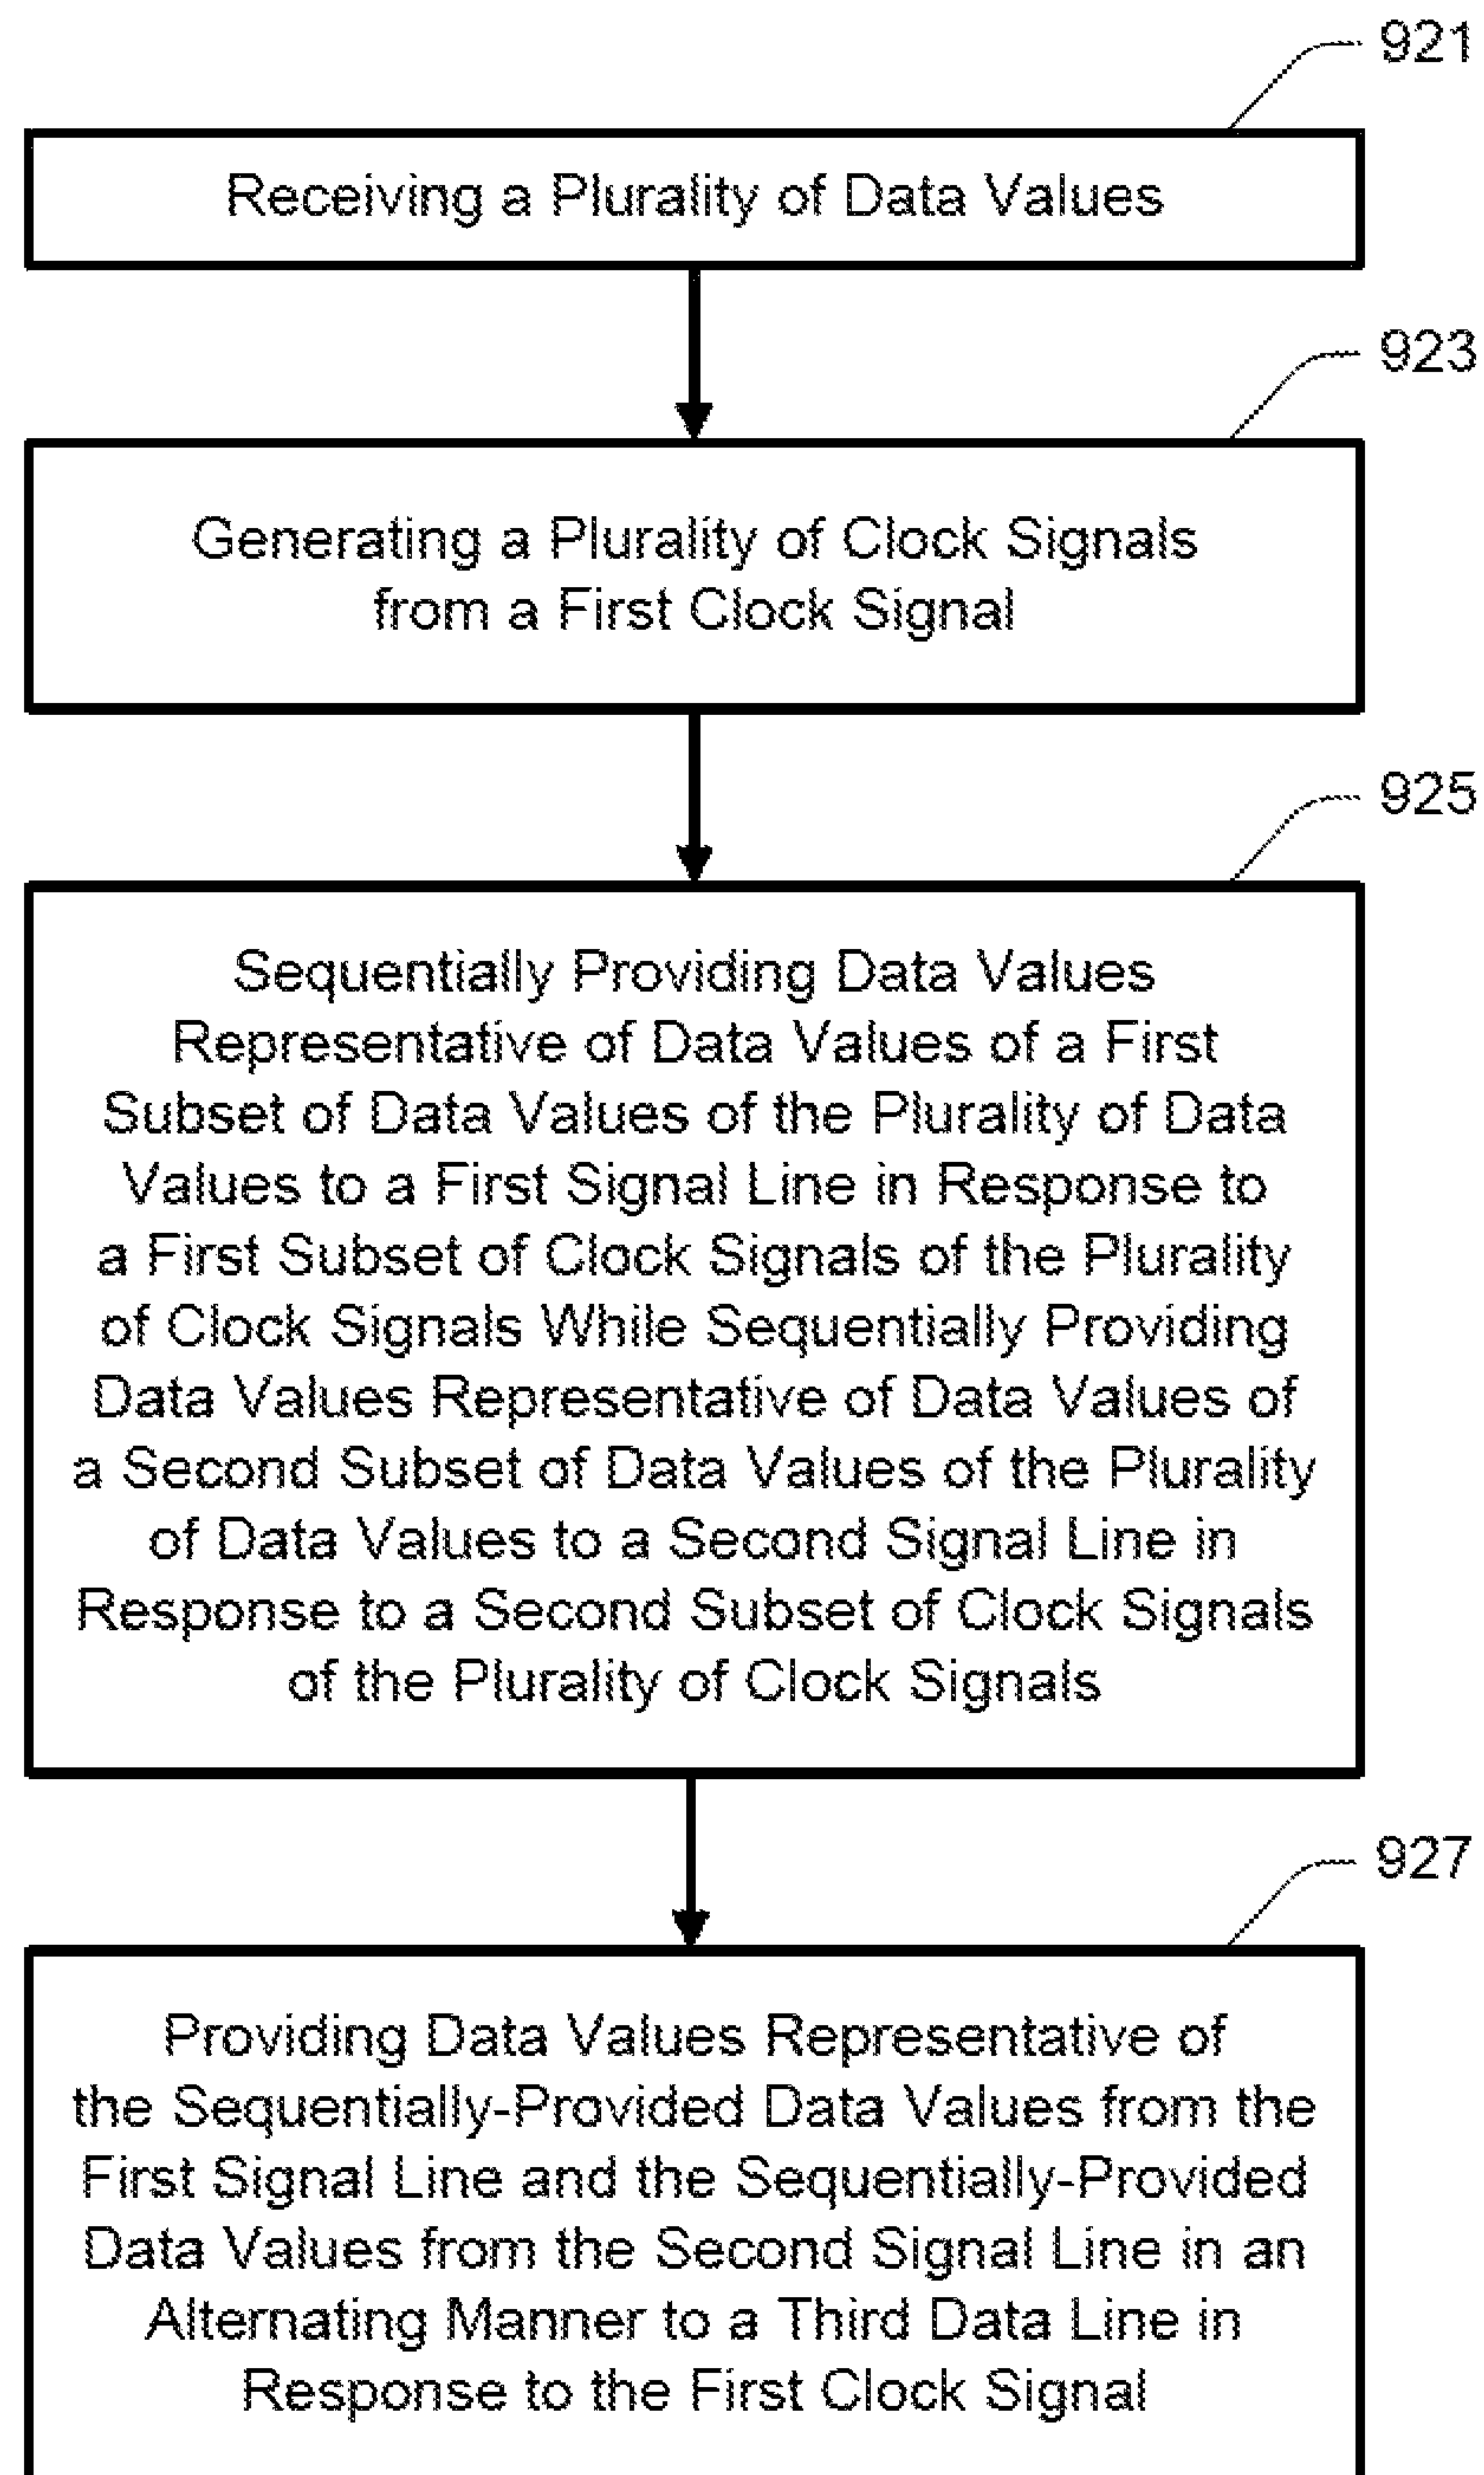 921
Receiving a Plurality of Data Values
923
Generating a Plurality of Clock Signals
from a First Clock Signal
925
Sequentially Providing Data Values
Representative of Data Values of a First
Subset of Data Values of the Plurality of Data
Values to a First Signal Line in Response to
a First Subset of Clock Signals of the Plurality
of Clock Signals While Sequentially Providing
Data Values Representative of Data Values of
a Second Subset of Data Values of the Plurality
of Data Values to a Second Signal Line in
Response to a Second Subset of Clock Signals
of the Plurality of Clock Signals
927
Providing Data Values Representative of
the Sequentially-Provided Data Values from the
First Signal Line and the Sequentially-Provided
Data Values from the Second Signal Line in an
Alternating Manner to a Third Data Line in
Response to the First Clock Signal